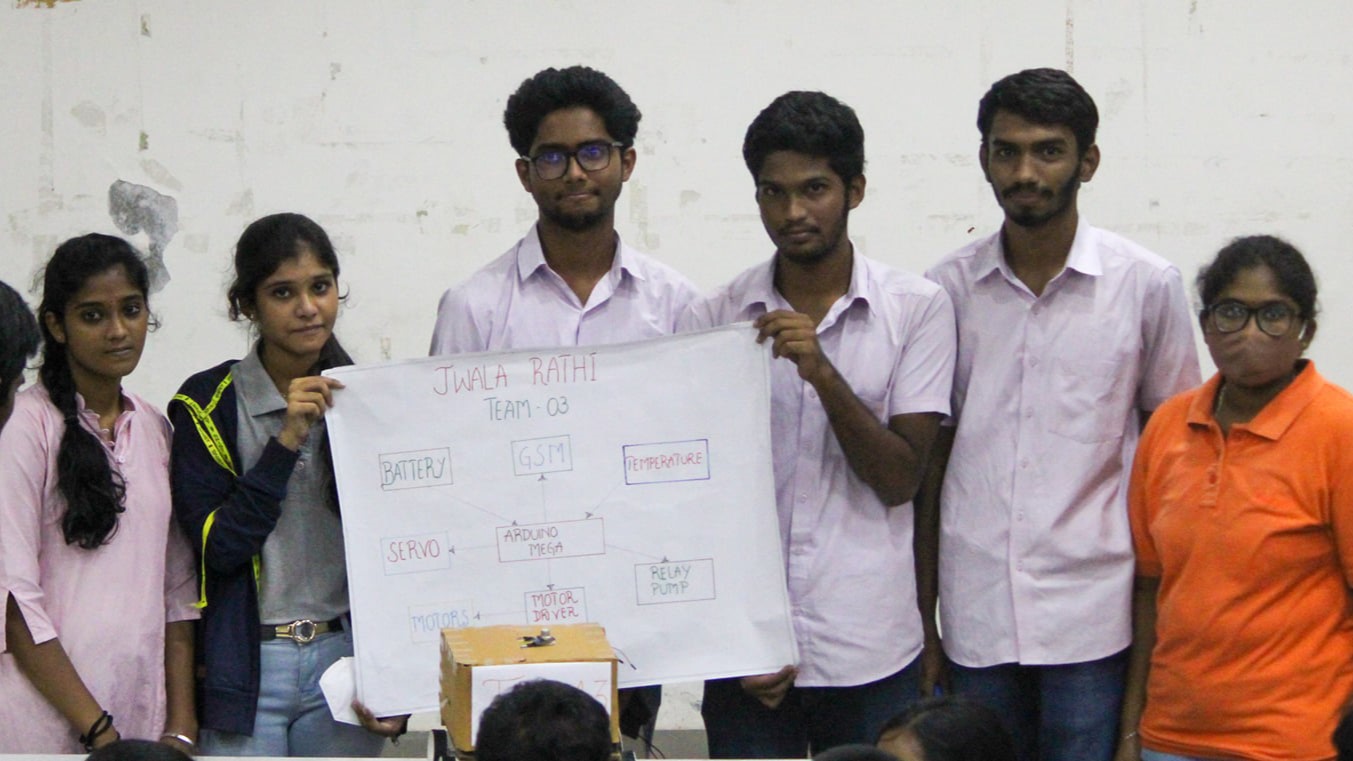 JWALA RATHI
TEAM - 03
BATTERY
GSM
TEMPERATURE
SERVO
ARDUINO
MEGA
RELAY
PUMP
MOTORS
MOTOR
DRIVER